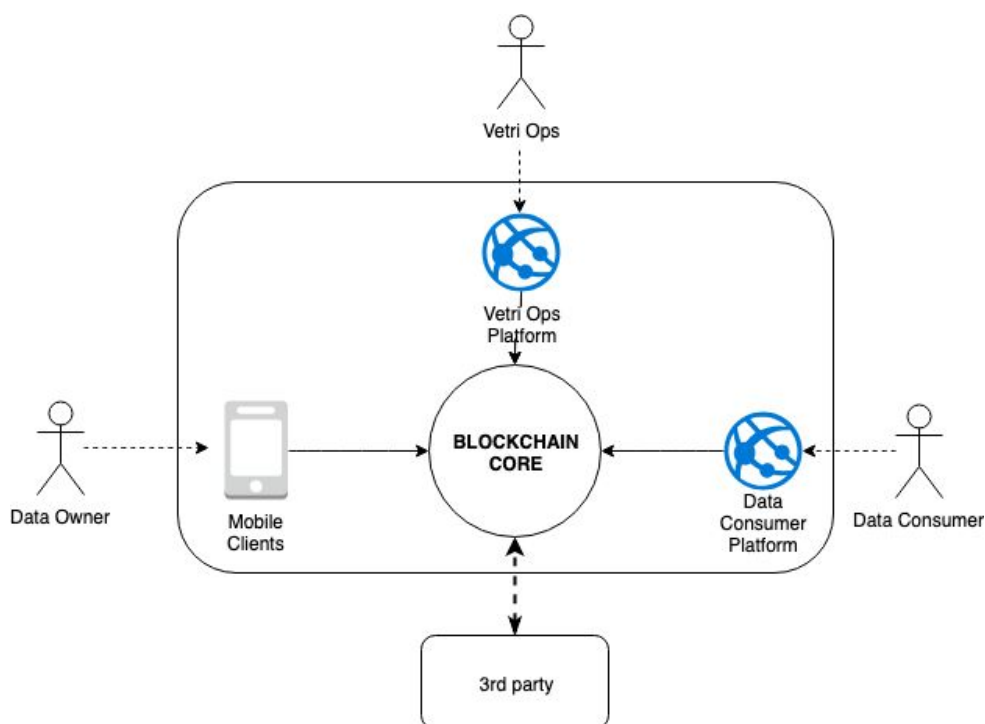 Vetri Ops
Vetri Ops
Platform
BLOCKCHAIN
CORE
Data Owner
Mobile
Clients
Data
Consumer
Platform
Data Consumer
3rd party